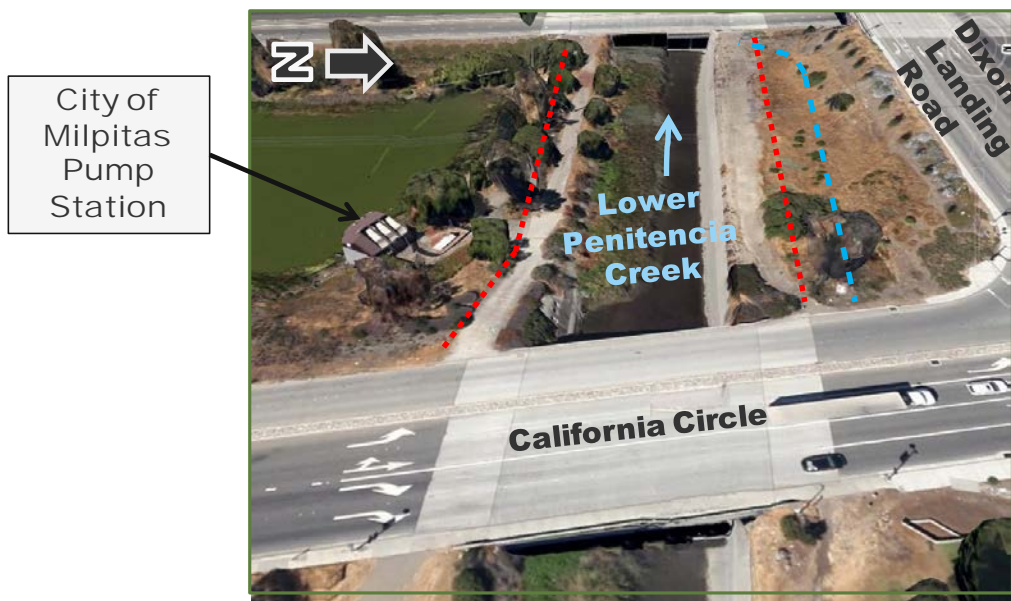 City of
Milpitas
Pump
Station
N
Dixon
Landing
Road
Lower
Penitencia
Creek
California Circle